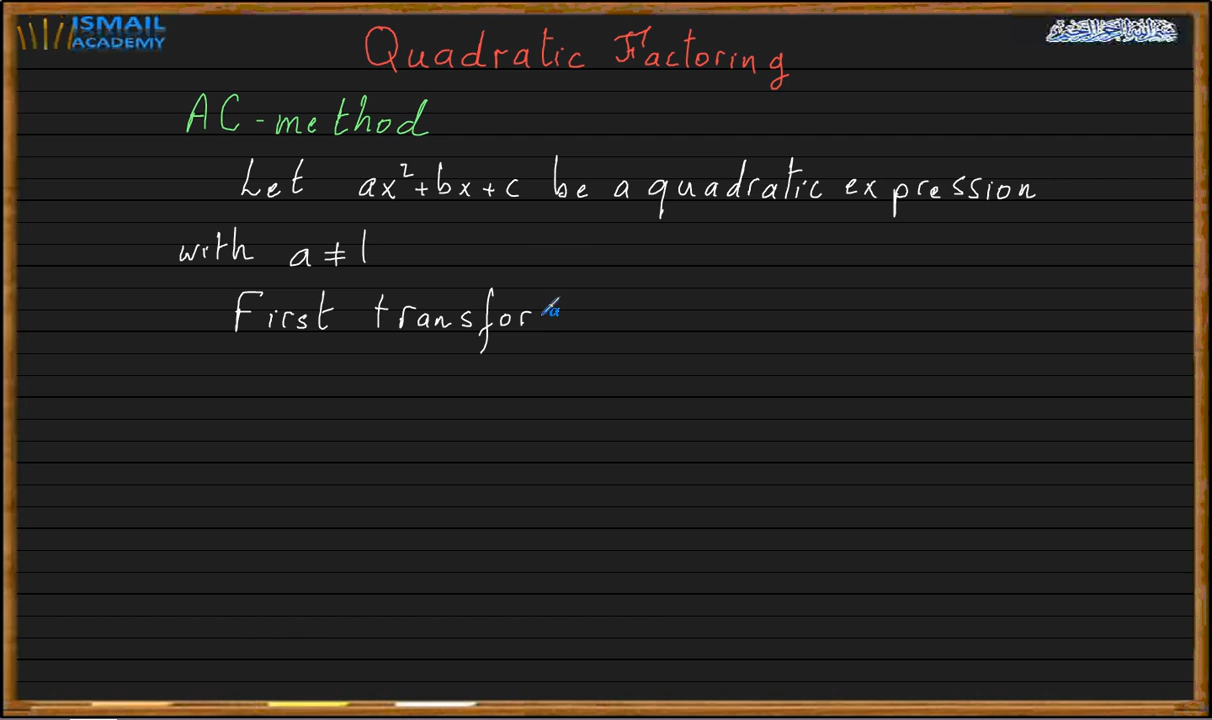 ISMAIL
ACADEMY
Quadratic Factoring
AC-method
Let ax²+bx+c be a quadratic expression
with a ≠ 1
First transfor